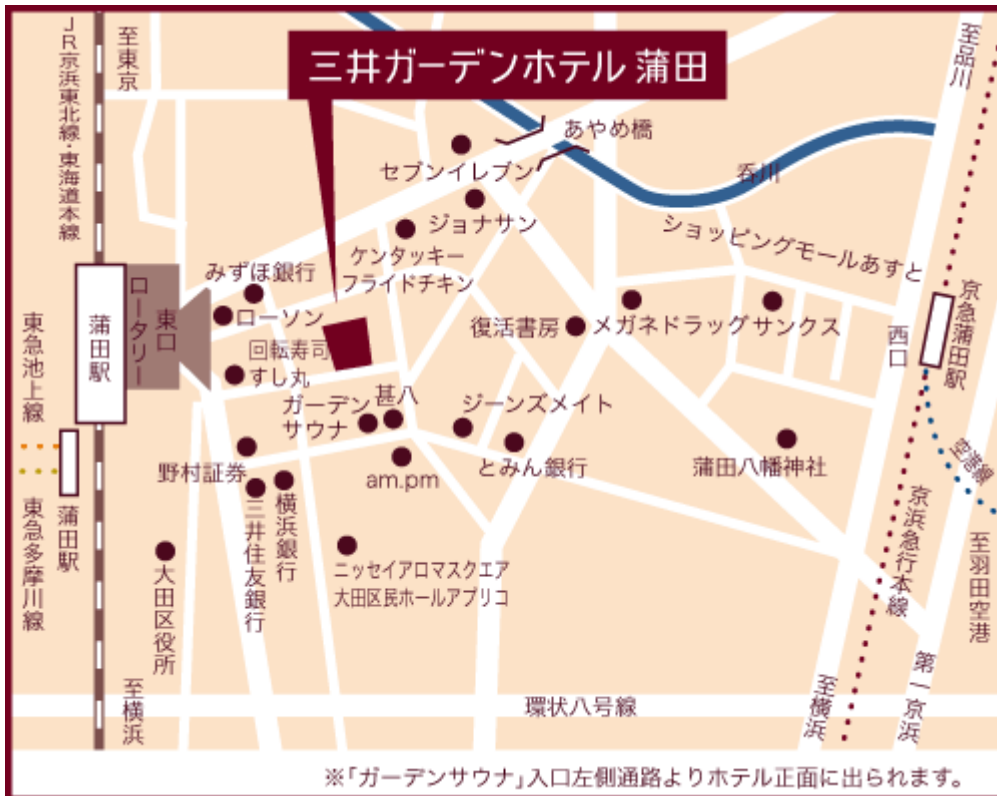 三井ガーデンホテル 蒲田
JR京浜東北線・東海道本線
至東京
至品川
あやめ橋
セブンイレブン
呑川
ジョナサン
ショッピングモールあすと
ケンタッキー
フライドチキン
みずほ銀行
ローソン
東口
ロータリー
蒲田駅
復活書房
メガネドラッグ
サンクス
西口
京急蒲田駅
回転寿司
すし丸
東急池上線
ガーデン
サウナ
甚八
ジーンズメイト
野村証券
am.pm
とみん銀行
蒲田八幡神社
空港線
横浜銀行
三井住友銀行
京浜急行本線
東急多摩川線
蒲田駅
大田区役所
ニッセイアロマスクエア
大田区民ホールアプリコ
至羽田空港
至横浜
環状八号線
至横浜
第一京浜
※「ガーデンサウナ」入口左側通路よりホテル正面に出られます。